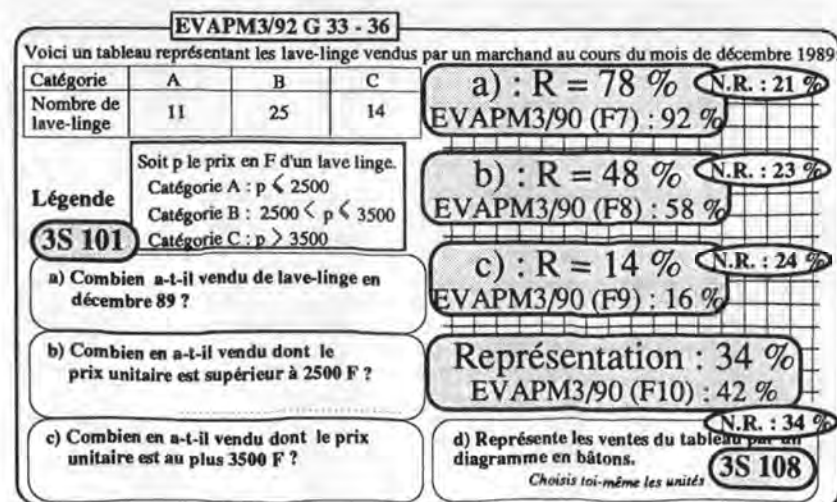 EVAPM3/92 G 33 - 36
Voici un tableau représentant les lave-linge vendus par un marchand au cours du mois de décembre 1989
Catégorie A B C
Nombre de lave-linge 11 25 14
Légende
3S 101
Soit p le prix en F d'un lave linge.
Catégorie A : p ⩽ 2500
Catégorie B : 2500 < p ⩽ 3500
Catégorie C : p > 3500
a) : R = 78 % N.R. : 21 %
EVAPM3/90 (F7) : 92 %
b) : R = 48 % N.R. : 23 %
EVAPM3/90 (F8) : 58 %
c) : R = 14 % N.R. : 24 %
EVAPM3/90 (F9) : 16 %
Représentation : 34 %
EVAPM3/90 (F10) : 42 %
N.R. : 34 %
a) Combien a-t-il vendu de lave-linge en
décembre 89 ?
b) Combien en a-t-il vendu dont le
prix unitaire est supérieur à 2500 F ?
c) Combien en a-t-il vendu dont le prix
unitaire est au plus 3500 F ?
d) Représente les ventes du tableau par un
diagramme en bâtons.
Choisis toi-même les unités
3S 108